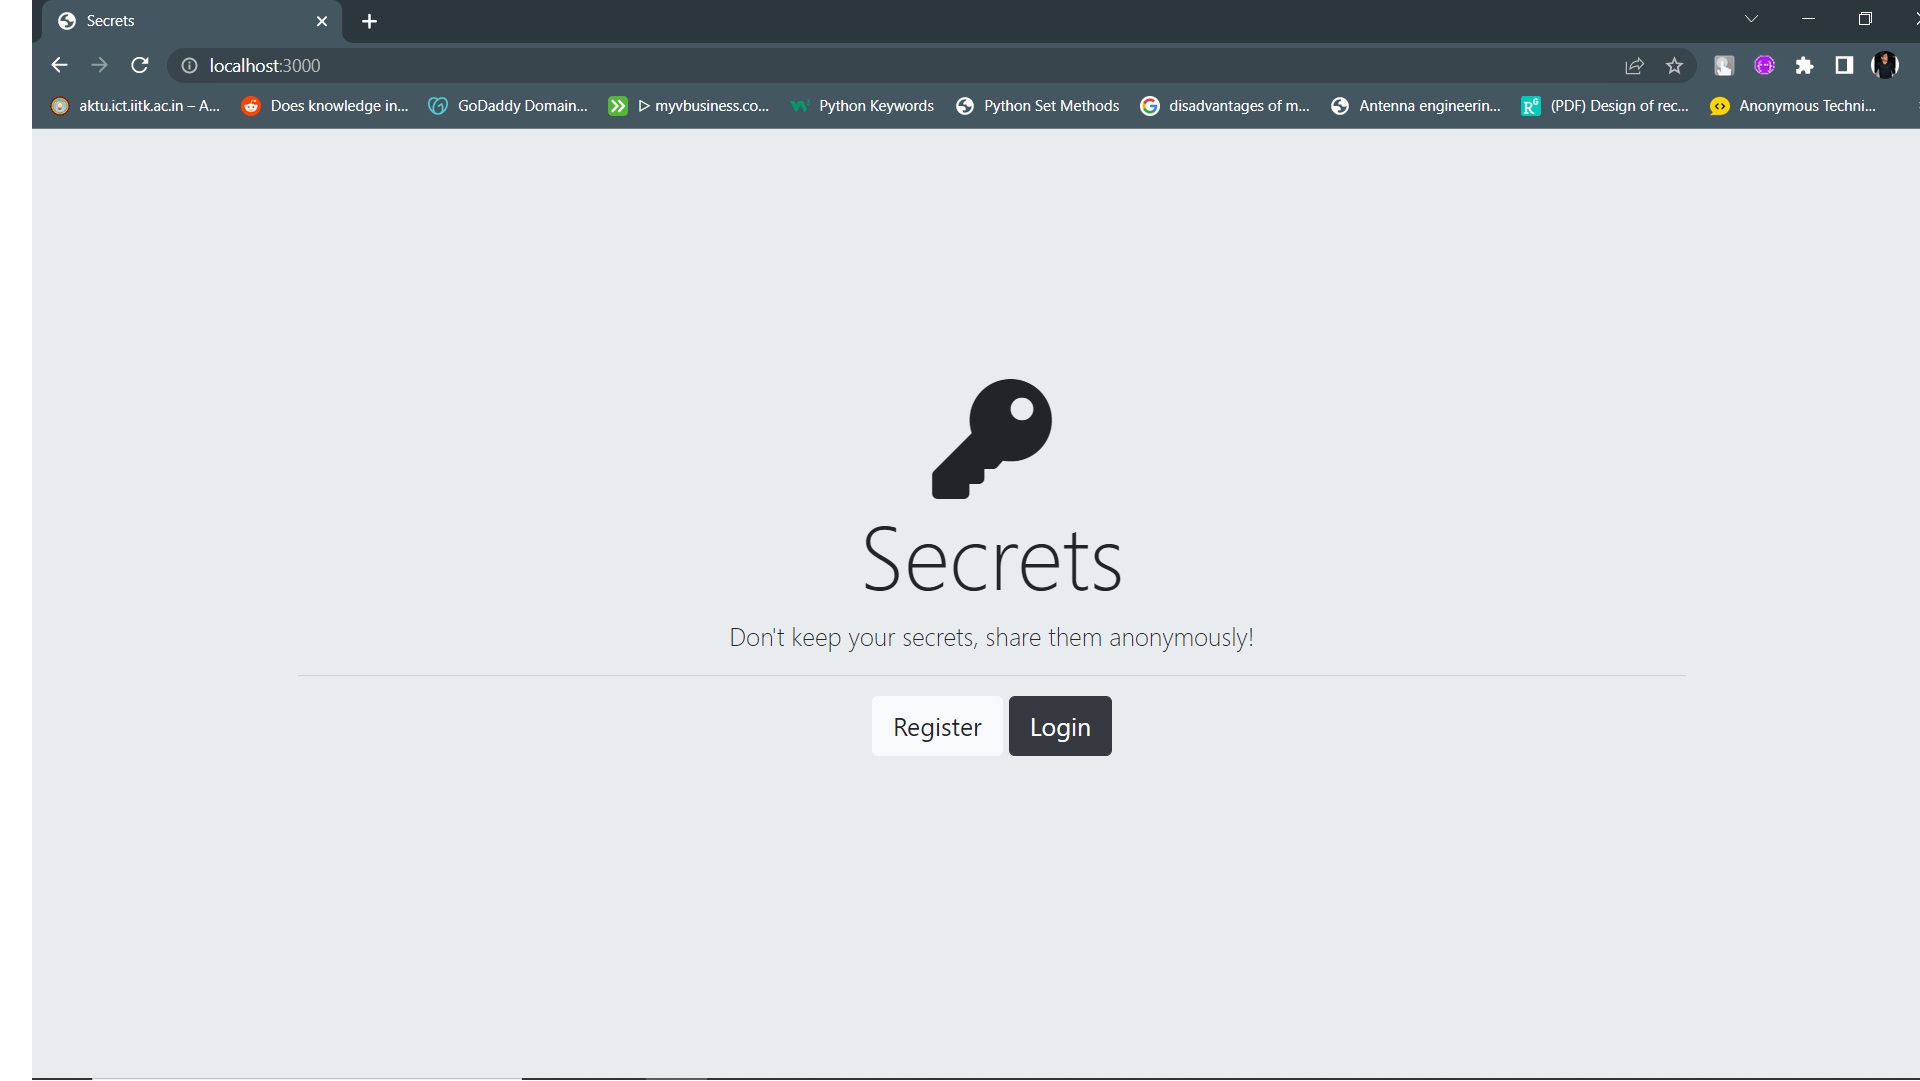 Secrets
localhost:3000
aktu.ict.iitk.ac.in – A... Does knowledge in... GoDaddy Domain... ▷ myvbusiness.co... Python Keywords Python Set Methods disadvantages of m... Antenna engineerin... (PDF) Design of rec... Anonymous Techni...
Secrets
Don't keep your secrets, share them anonymously!
Register Login